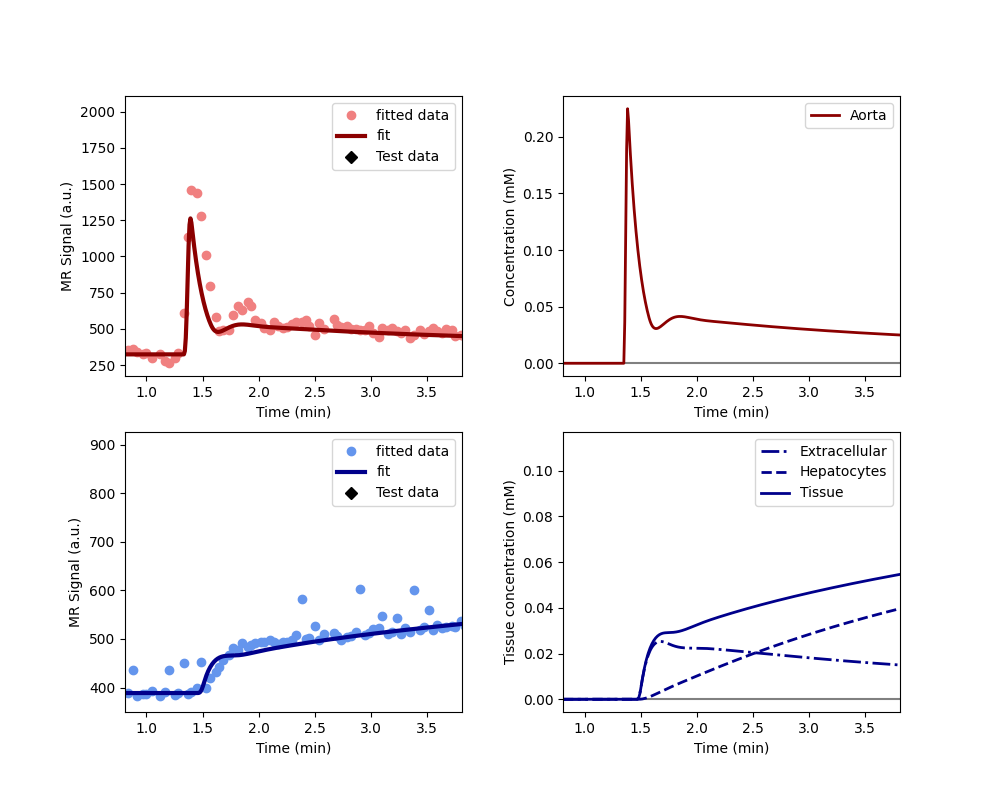 2000
1750
1500
1250
1000
750
500
250
MR Signal (a.u.)
fitted data
fit
Test data
1.0 1.5 2.0 2.5 3.0 3.5
Time (min)
0.20
0.15
0.10
0.05
0.00
Concentration (mM)
Aorta
1.0 1.5 2.0 2.5 3.0 3.5
Time (min)
900
800
700
600
500
400
MR Signal (a.u.)
fitted data
fit
Test data
1.0 1.5 2.0 2.5 3.0 3.5
Time (min)
0.10
0.08
0.06
0.04
0.02
0.00
Tissue concentration (mM)
Extracellular
Hepatocytes
Tissue
1.0 1.5 2.0 2.5 3.0 3.5
Time (min)